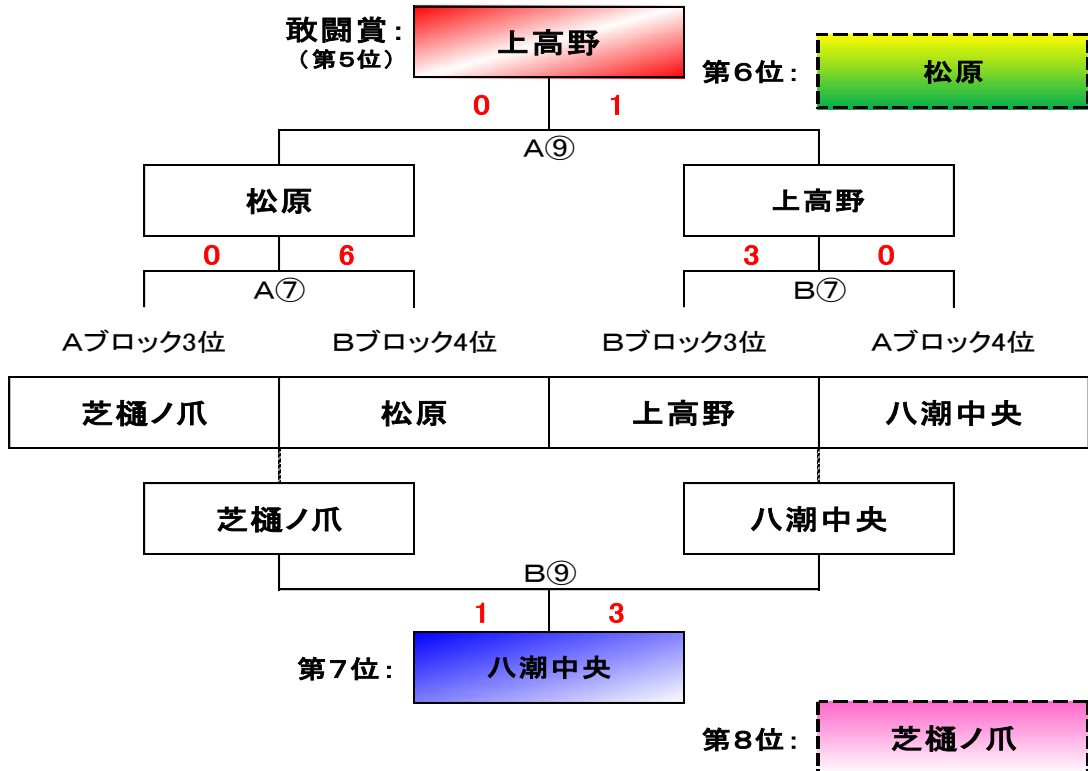 敢闘賞：
（第5位）
上高野
第6位：
松原
0 1
A⑨
松原 上高野
0 6 3 0
A⑦ B⑦
Aブロック3位 Bブロック4位 Bブロック3位 Aブロック4位
芝樋ノ爪 松原 上高野 八潮中央
芝樋ノ爪 八潮中央
B⑨
1 3
第7位：
八潮中央
第8位：
芝樋ノ爪